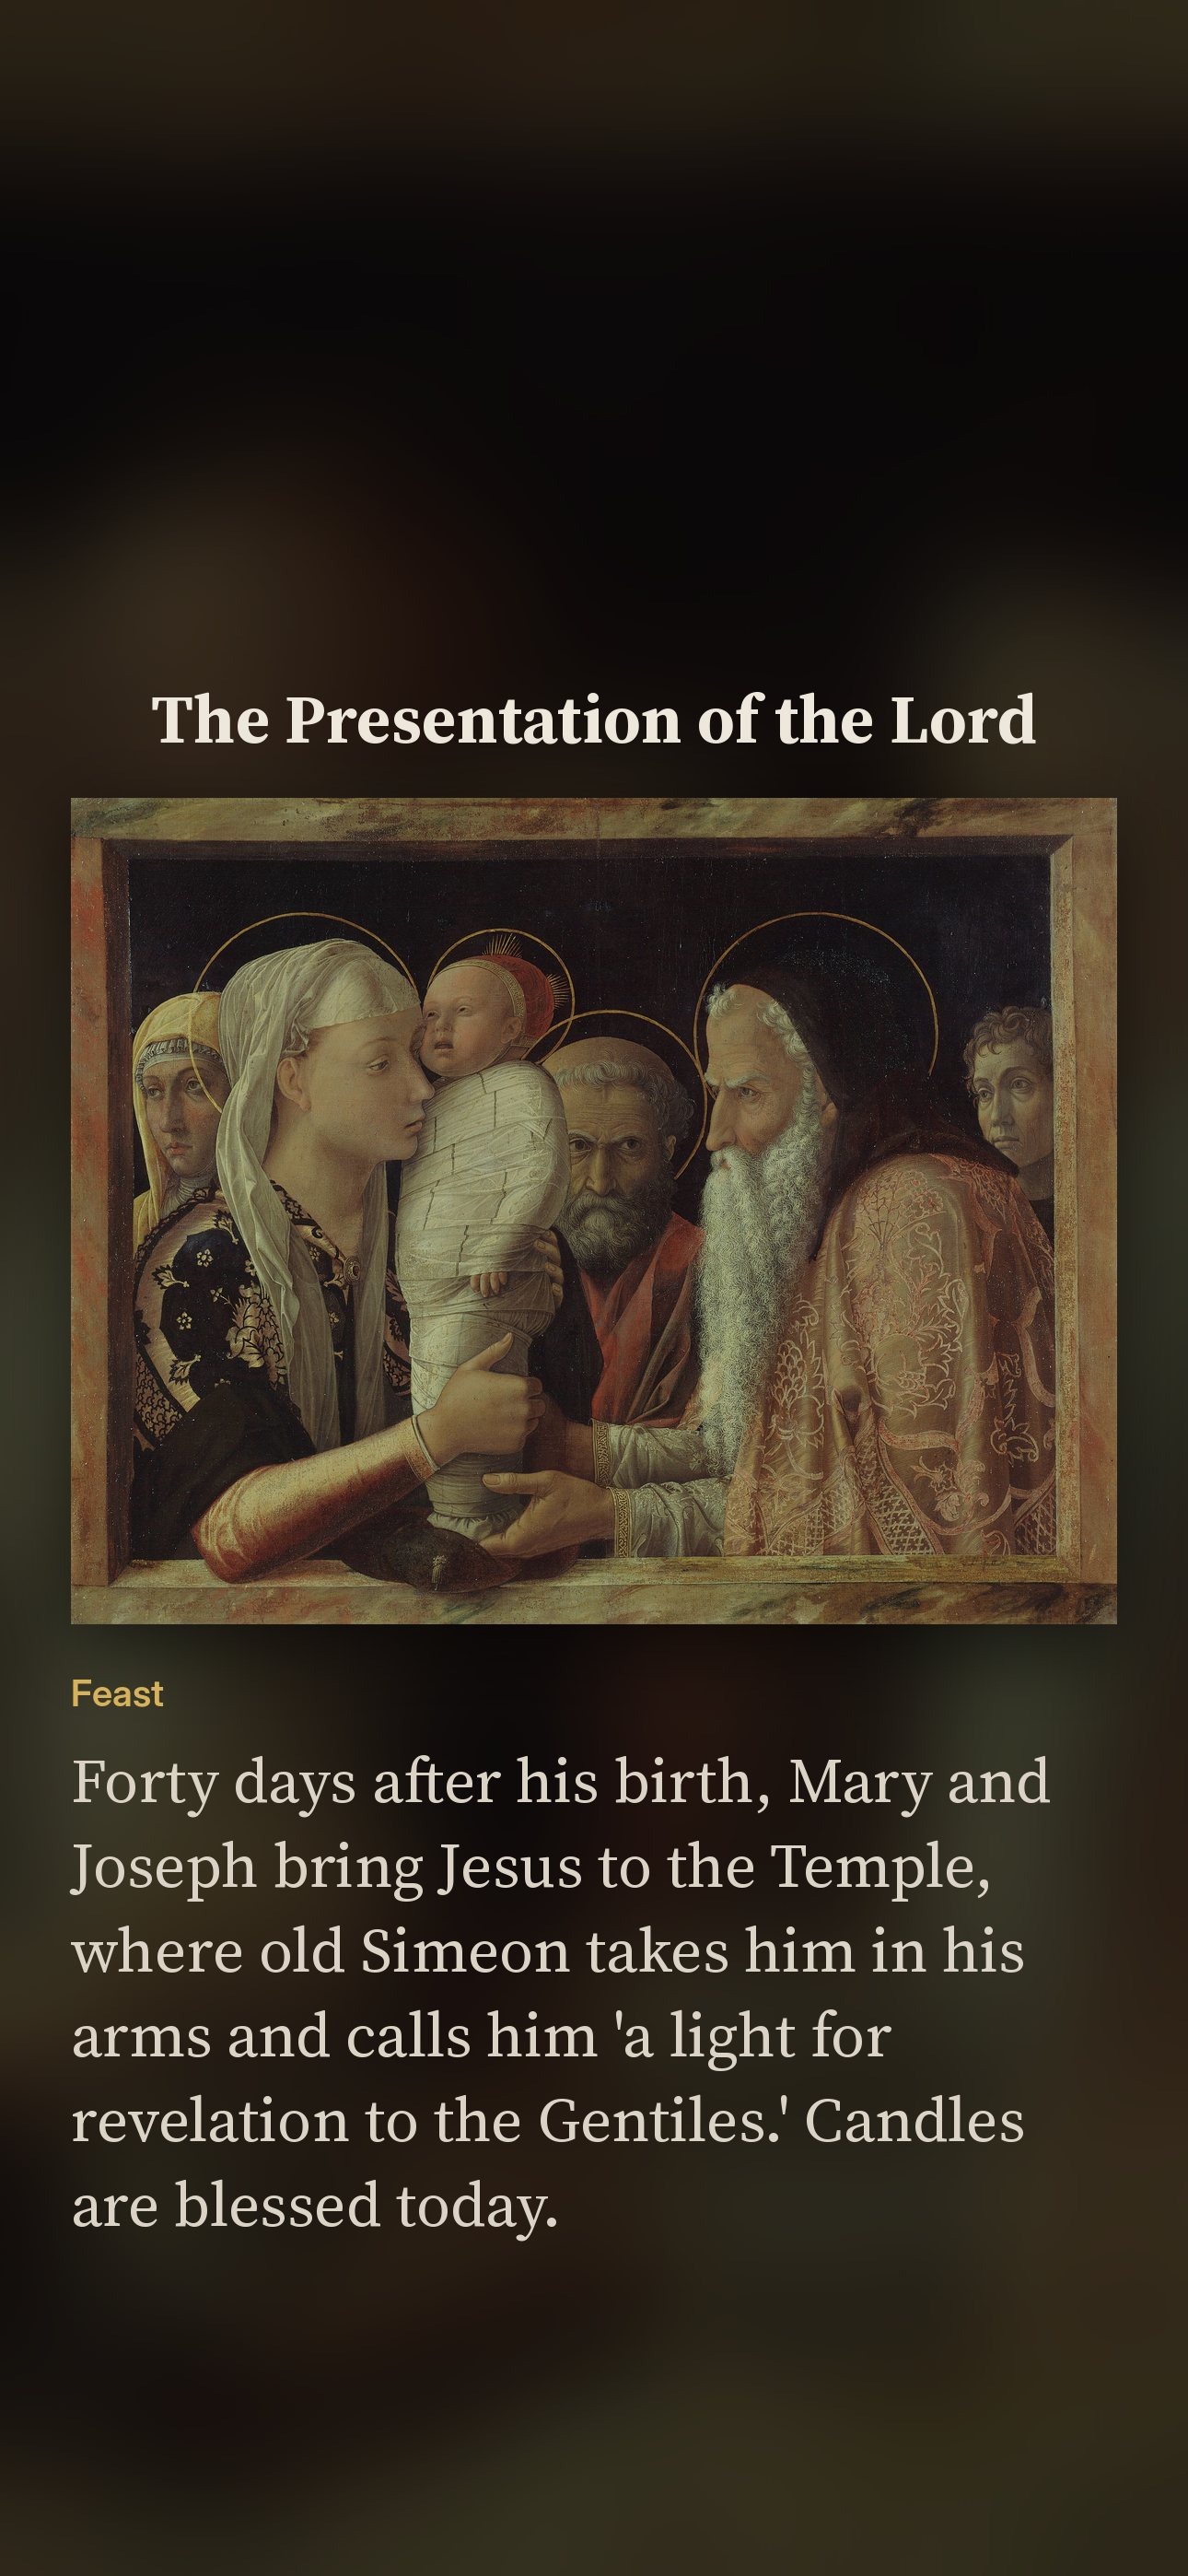 The Presentation of the Lord
Feast
Forty days after his birth, Mary and
Joseph bring Jesus to the Temple,
where old Simeon takes him in his
arms and calls him 'a light for
revelation to the Gentiles.' Candles
are blessed today.